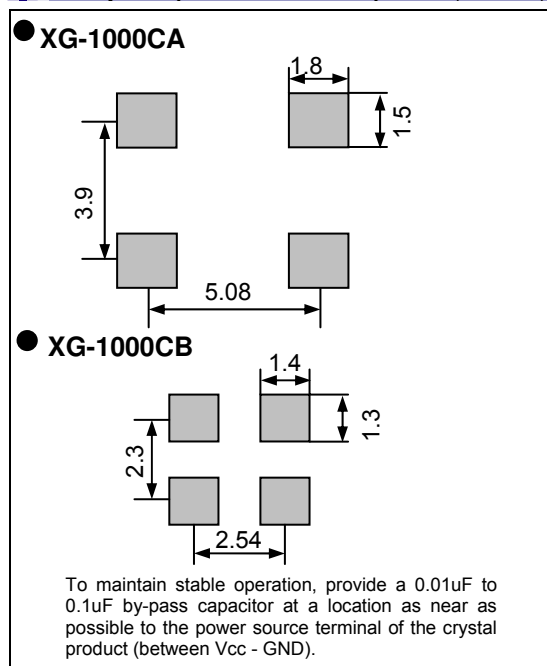 XG-1000CA
1.8
1.5
3.9
5.08
XG-1000CB
1.4
1.3
2.3
2.54
To maintain stable operation, provide a 0.01uF to
0.1uF by-pass capacitor at a location as near as
possible to the power source terminal of the crystal
product (between Vcc - GND).